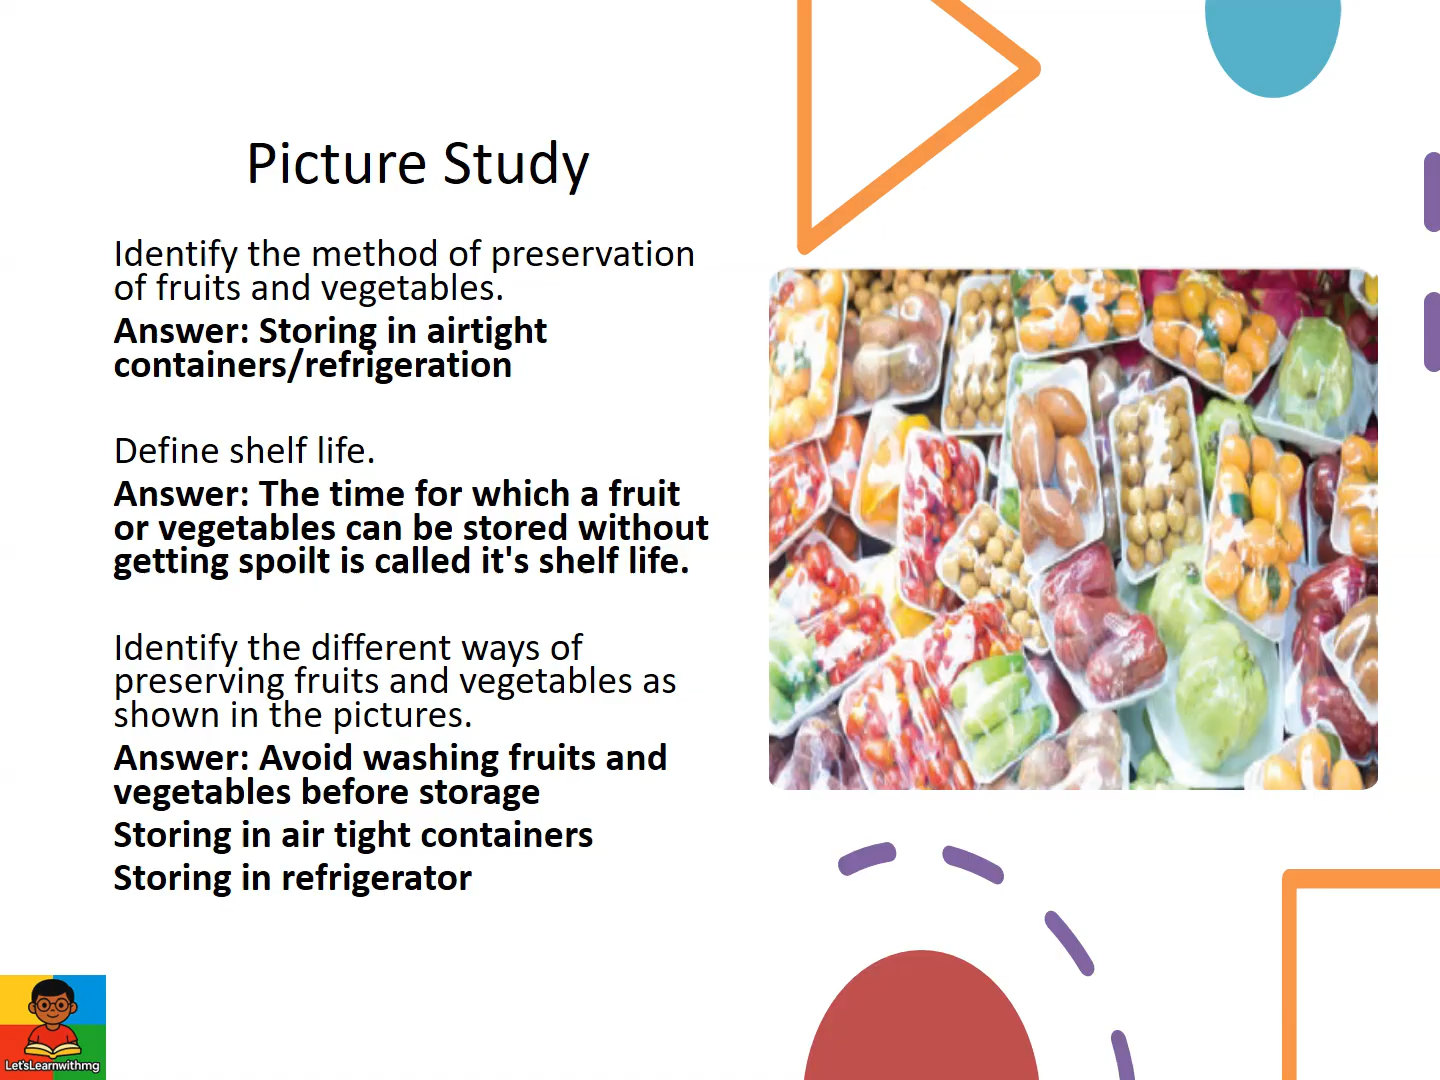 Picture Study
Identify the method of preservation
of fruits and vegetables.
Answer: Storing in airtight
containers/refrigeration
Define shelf life.
Answer: The time for which a fruit
or vegetables can be stored without
getting spoilt is called it's shelf life.
Identify the different ways of
preserving fruits and vegetables as
shown in the pictures.
Answer: Avoid washing fruits and
vegetables before storage
Storing in air tight containers
Storing in refrigerator
Let'sLearnwithmg